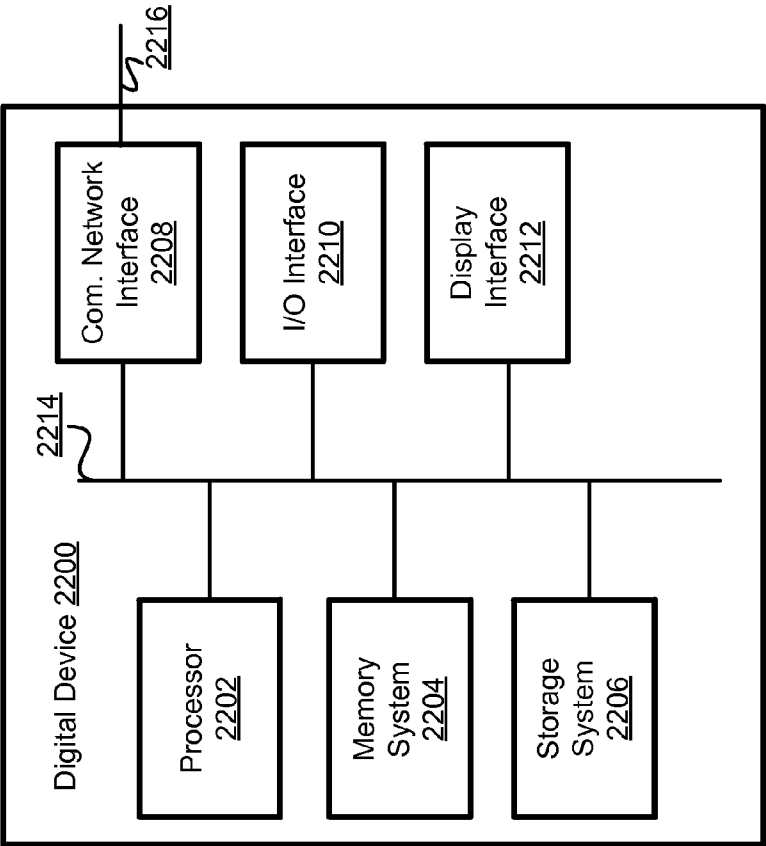 Digital Device 2200
2214
2216
Processor
2202
Memory
System
2204
Storage
System
2206
Com. Network
Interface
2208
I/O Interface
2210
Display
Interface
2212